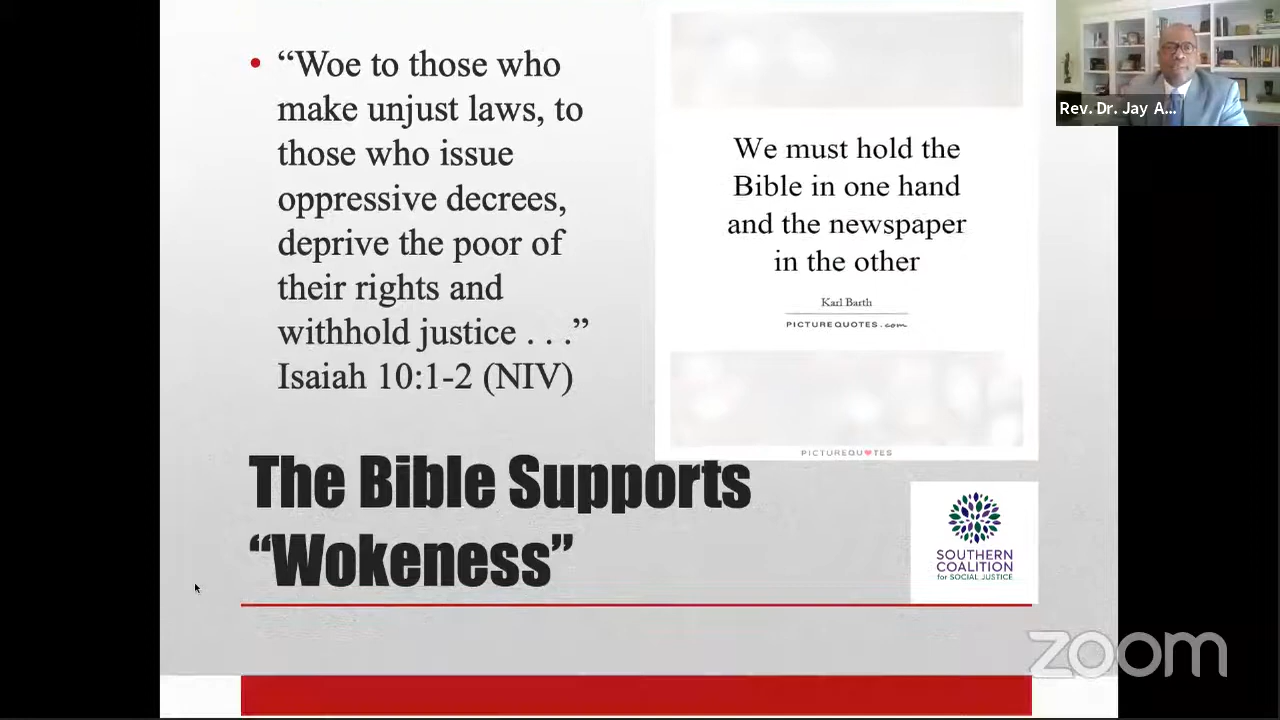 “Woe to those who
make unjust laws, to
those who issue
oppressive decrees,
deprive the poor of
their rights and
withhold justice . . .”
Isaiah 10:1-2 (NIV)
We must hold the
Bible in one hand
and the newspaper
in the other
Karl Barth
PICTUREQUOTES.com
PICTUREQUOTES
The Bible Supports
“Wokeness”
SOUTHERN
COALITION
for SOCIAL JUSTICE
Rev. Dr. Jay A...
zoom